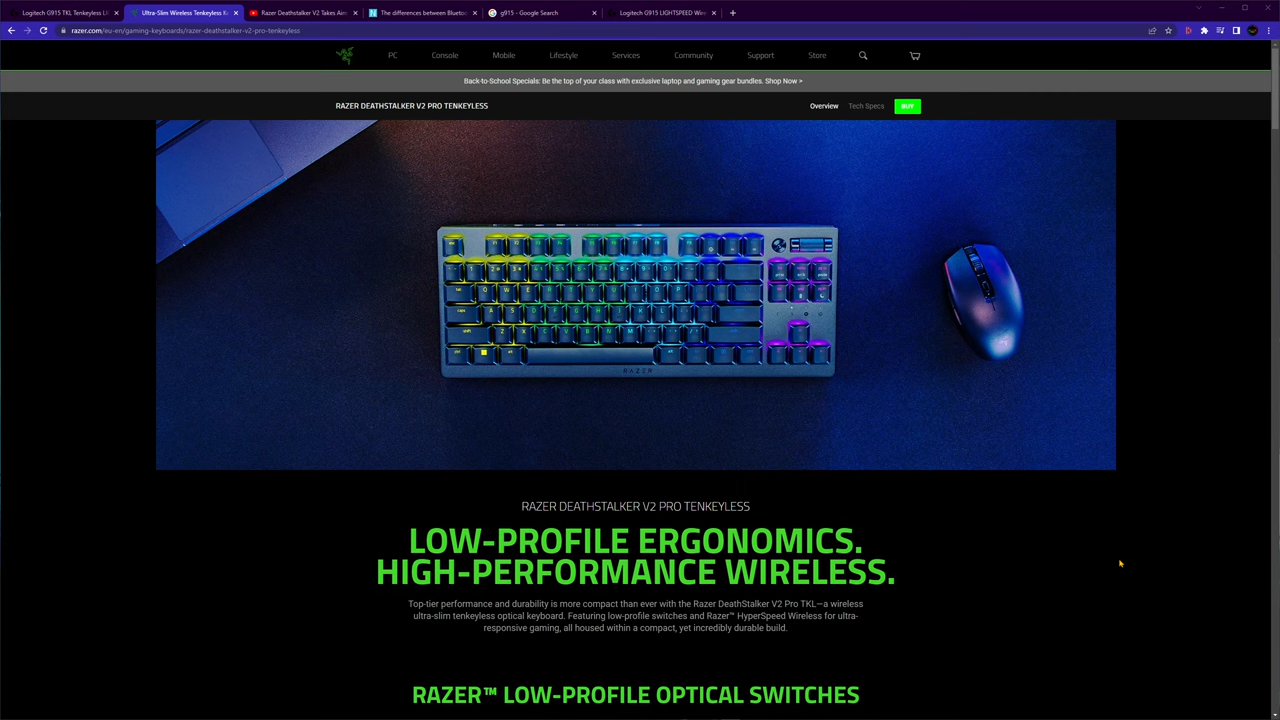 Logitech G915 TKL Tenkeyless LI
Ultra-Slim Wireless Tenkeyless K
Razer Deathstalker V2 Takes Aim
The differences between Bluetoo
g915 - Google Search
Logitech G915 LIGHTSPEED Wire
razer.com/eu-en/gaming-keyboards/razer-deathstalker-v2-pro-tenkeyless
PC
Console
Mobile
Lifestyle
Services
Community
Support
Store
Back-to-School Specials: Be the top of your class with exclusive laptop and gaming gear bundles. Shop Now >
RAZER DEATHSTALKER V2 PRO TENKEYLESS
Overview
Tech Specs
BUY
RAZER
RAZER DEATHSTALKER V2 PRO TENKEYLESS
LOW-PROFILE ERGONOMICS.
HIGH-PERFORMANCE WIRELESS.
Top-tier performance and durability is more compact than ever with the Razer DeathStalker V2 Pro TKL—a wireless
ultra-slim tenkeyless optical keyboard. Featuring low-profile switches and Razer™ HyperSpeed Wireless for ultra-
responsive gaming, all housed within a compact, yet incredibly durable build.
RAZER™ LOW-PROFILE OPTICAL SWITCHES